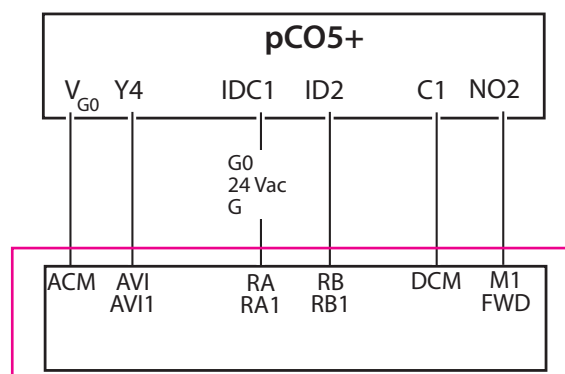 pCO5+
VG0 Y4 IDC1 ID2 C1 NO2
G0
24 Vac
G
ACM AVI RA RB DCM M1
AVI1 RA1 RB1 FWD